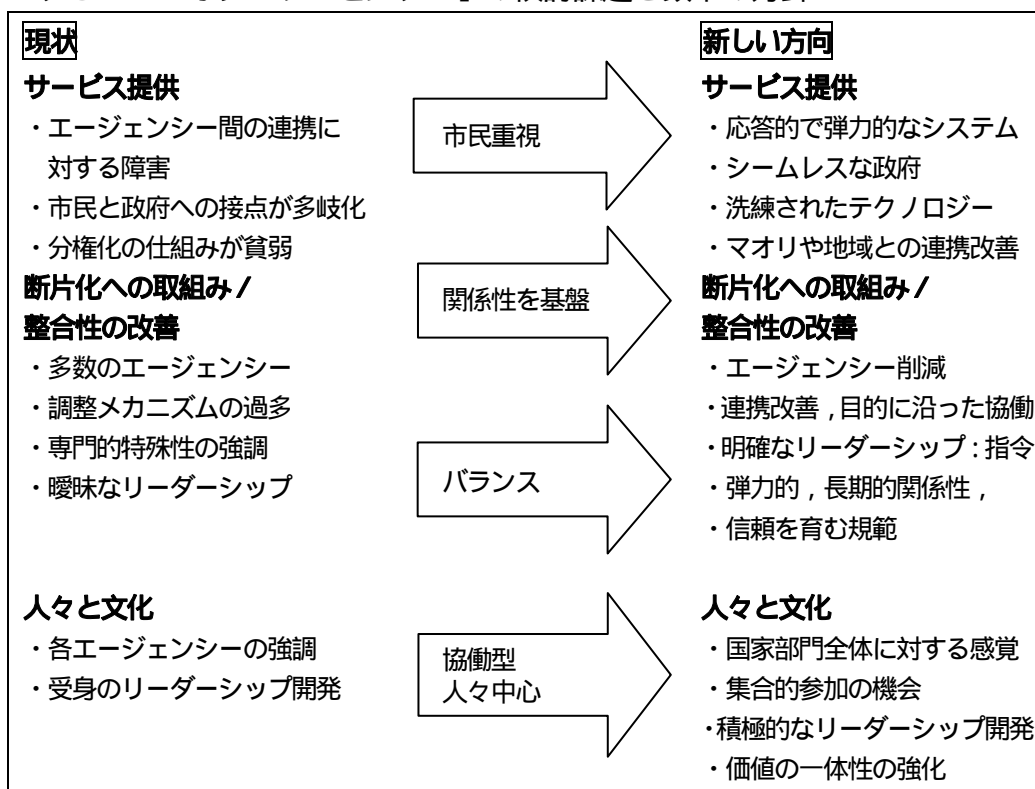 現状
サービス提供
・エージェンシー間の連携に
対する障害
・市民と政府への接点が多岐化
・分権化の仕組みが貧弱
断片化への取組み/
整合性の改善
・多数のエージェンシー
・調整メカニズムの過多
・専門的特殊性の強調
・曖昧なリーダーシップ
人々と文化
・各エージェンシーの強調
・受身のリーダーシップ開発
市民重視
関係性を基盤
バランス
協働型
人々中心
新しい方向
サービス提供
・応答的で弾力的なシステム
・シームレスな政府
・洗練されたテクノロジー
・マオリや地域との連携改善
断片化への取組み/
整合性の改善
・エージェンシー削減
・連携改善,目的に沿った協働
・明確なリーダーシップ:指令
・弾力的,長期的関係性,
・信頼を育む規範
人々と文化
・国家部門全体に対する感覚
・集合的参加の機会
・積極的なリーダーシップ開発
・価値の一体性の強化